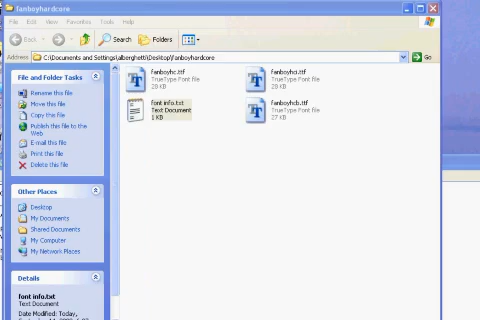 fanboyhardcore
File Edit View Favorites Tools Help
Back Search Folders
Address C:\Documents and Settings\alberghetti\Desktop\fanboyhardcore Go
File and Folder Tasks
Rename this file
Move this file
Copy this file
Publish this file to the
Web
E-mail this file
Print this file
Delete this file
Other Places
Desktop
My Documents
Shared Documents
My Computer
My Network Places
Details
font info.txt
Text Document
Date Modified: Today,
fanboyhc.ttf
TrueType Font file
28 KB
fanboyhci.ttf
TrueType Font file
28 KB
font info.txt
Text Document
1 KB
fanboyhcb.ttf
TrueType Font file
27 KB